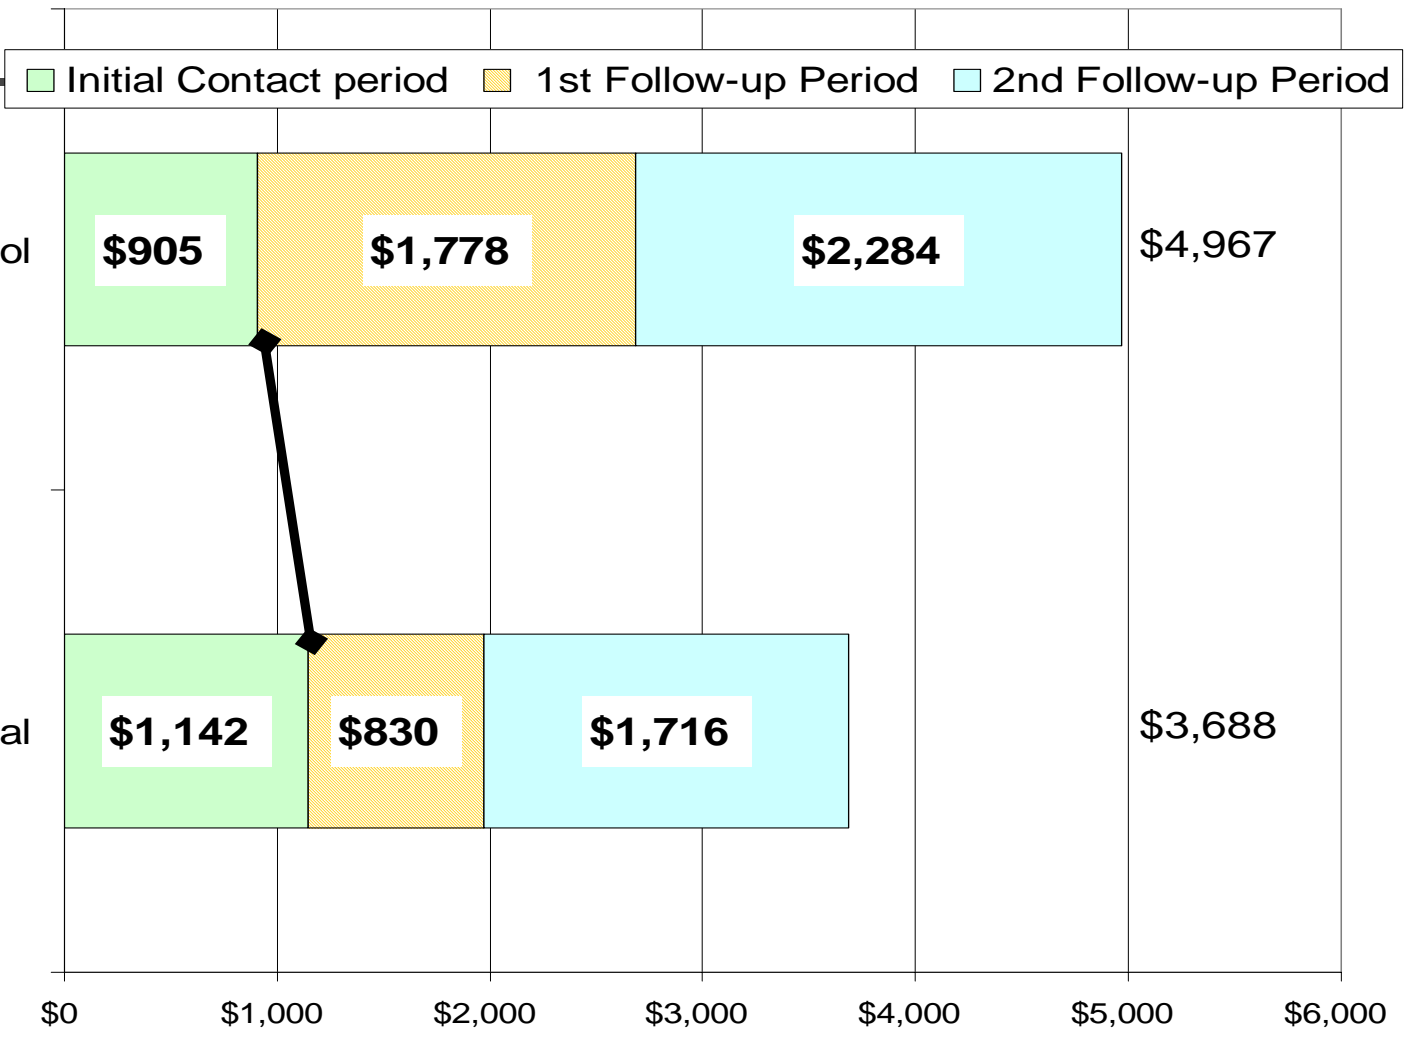 Initial Contact period 1st Follow-up Period 2nd Follow-up Period
ol $905 $1,778 $2,284 $4,967
al $1,142 $830 $1,716 $3,688
$0 $1,000 $2,000 $3,000 $4,000 $5,000 $6,000